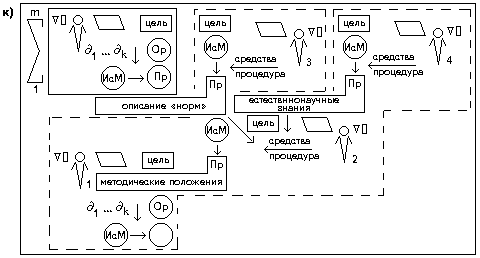 к)
m
1
цель
∂1 ... ∂k
Ор
ИсМ
Пр
цель
ИсМ
средства
процедура
3
Пр
описание «норм»
цель
ИсМ
средства
процедура
4
Пр
естественнонаучные
знания
ИсМ
цель
средства
процедура
2
Пр
цель
1
методические положения
∂1 ... ∂k
Ор
ИсМ